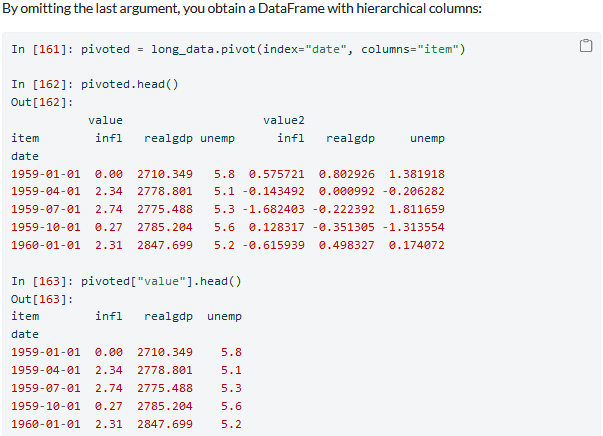 By omitting the last argument, you obtain a DataFrame with hierarchical columns:
In [161]: pivoted = long_data.pivot(index="date", columns="item")
In [162]: pivoted.head()
Out[162]:
           value                    value2
item        infl   realgdp unemp      infl   realgdp     unemp
date
1959-01-01  0.00  2710.349   5.8  0.575721  0.802926  1.381918
1959-04-01  2.34  2778.801   5.1 -0.143492  0.000992 -0.206282
1959-07-01  2.74  2775.488   5.3 -1.682403 -0.222392  1.811659
1959-10-01  0.27  2785.204   5.6  0.128317 -0.351305 -1.313554
1960-01-01  2.31  2847.699   5.2 -0.615939  0.498327  0.174072
In [163]: pivoted["value"].head()
Out[163]:
item        infl   realgdp  unemp
date
1959-01-01  0.00  2710.349    5.8
1959-04-01  2.34  2778.801    5.1
1959-07-01  2.74  2775.488    5.3
1959-10-01  0.27  2785.204    5.6
1960-01-01  2.31  2847.699    5.2